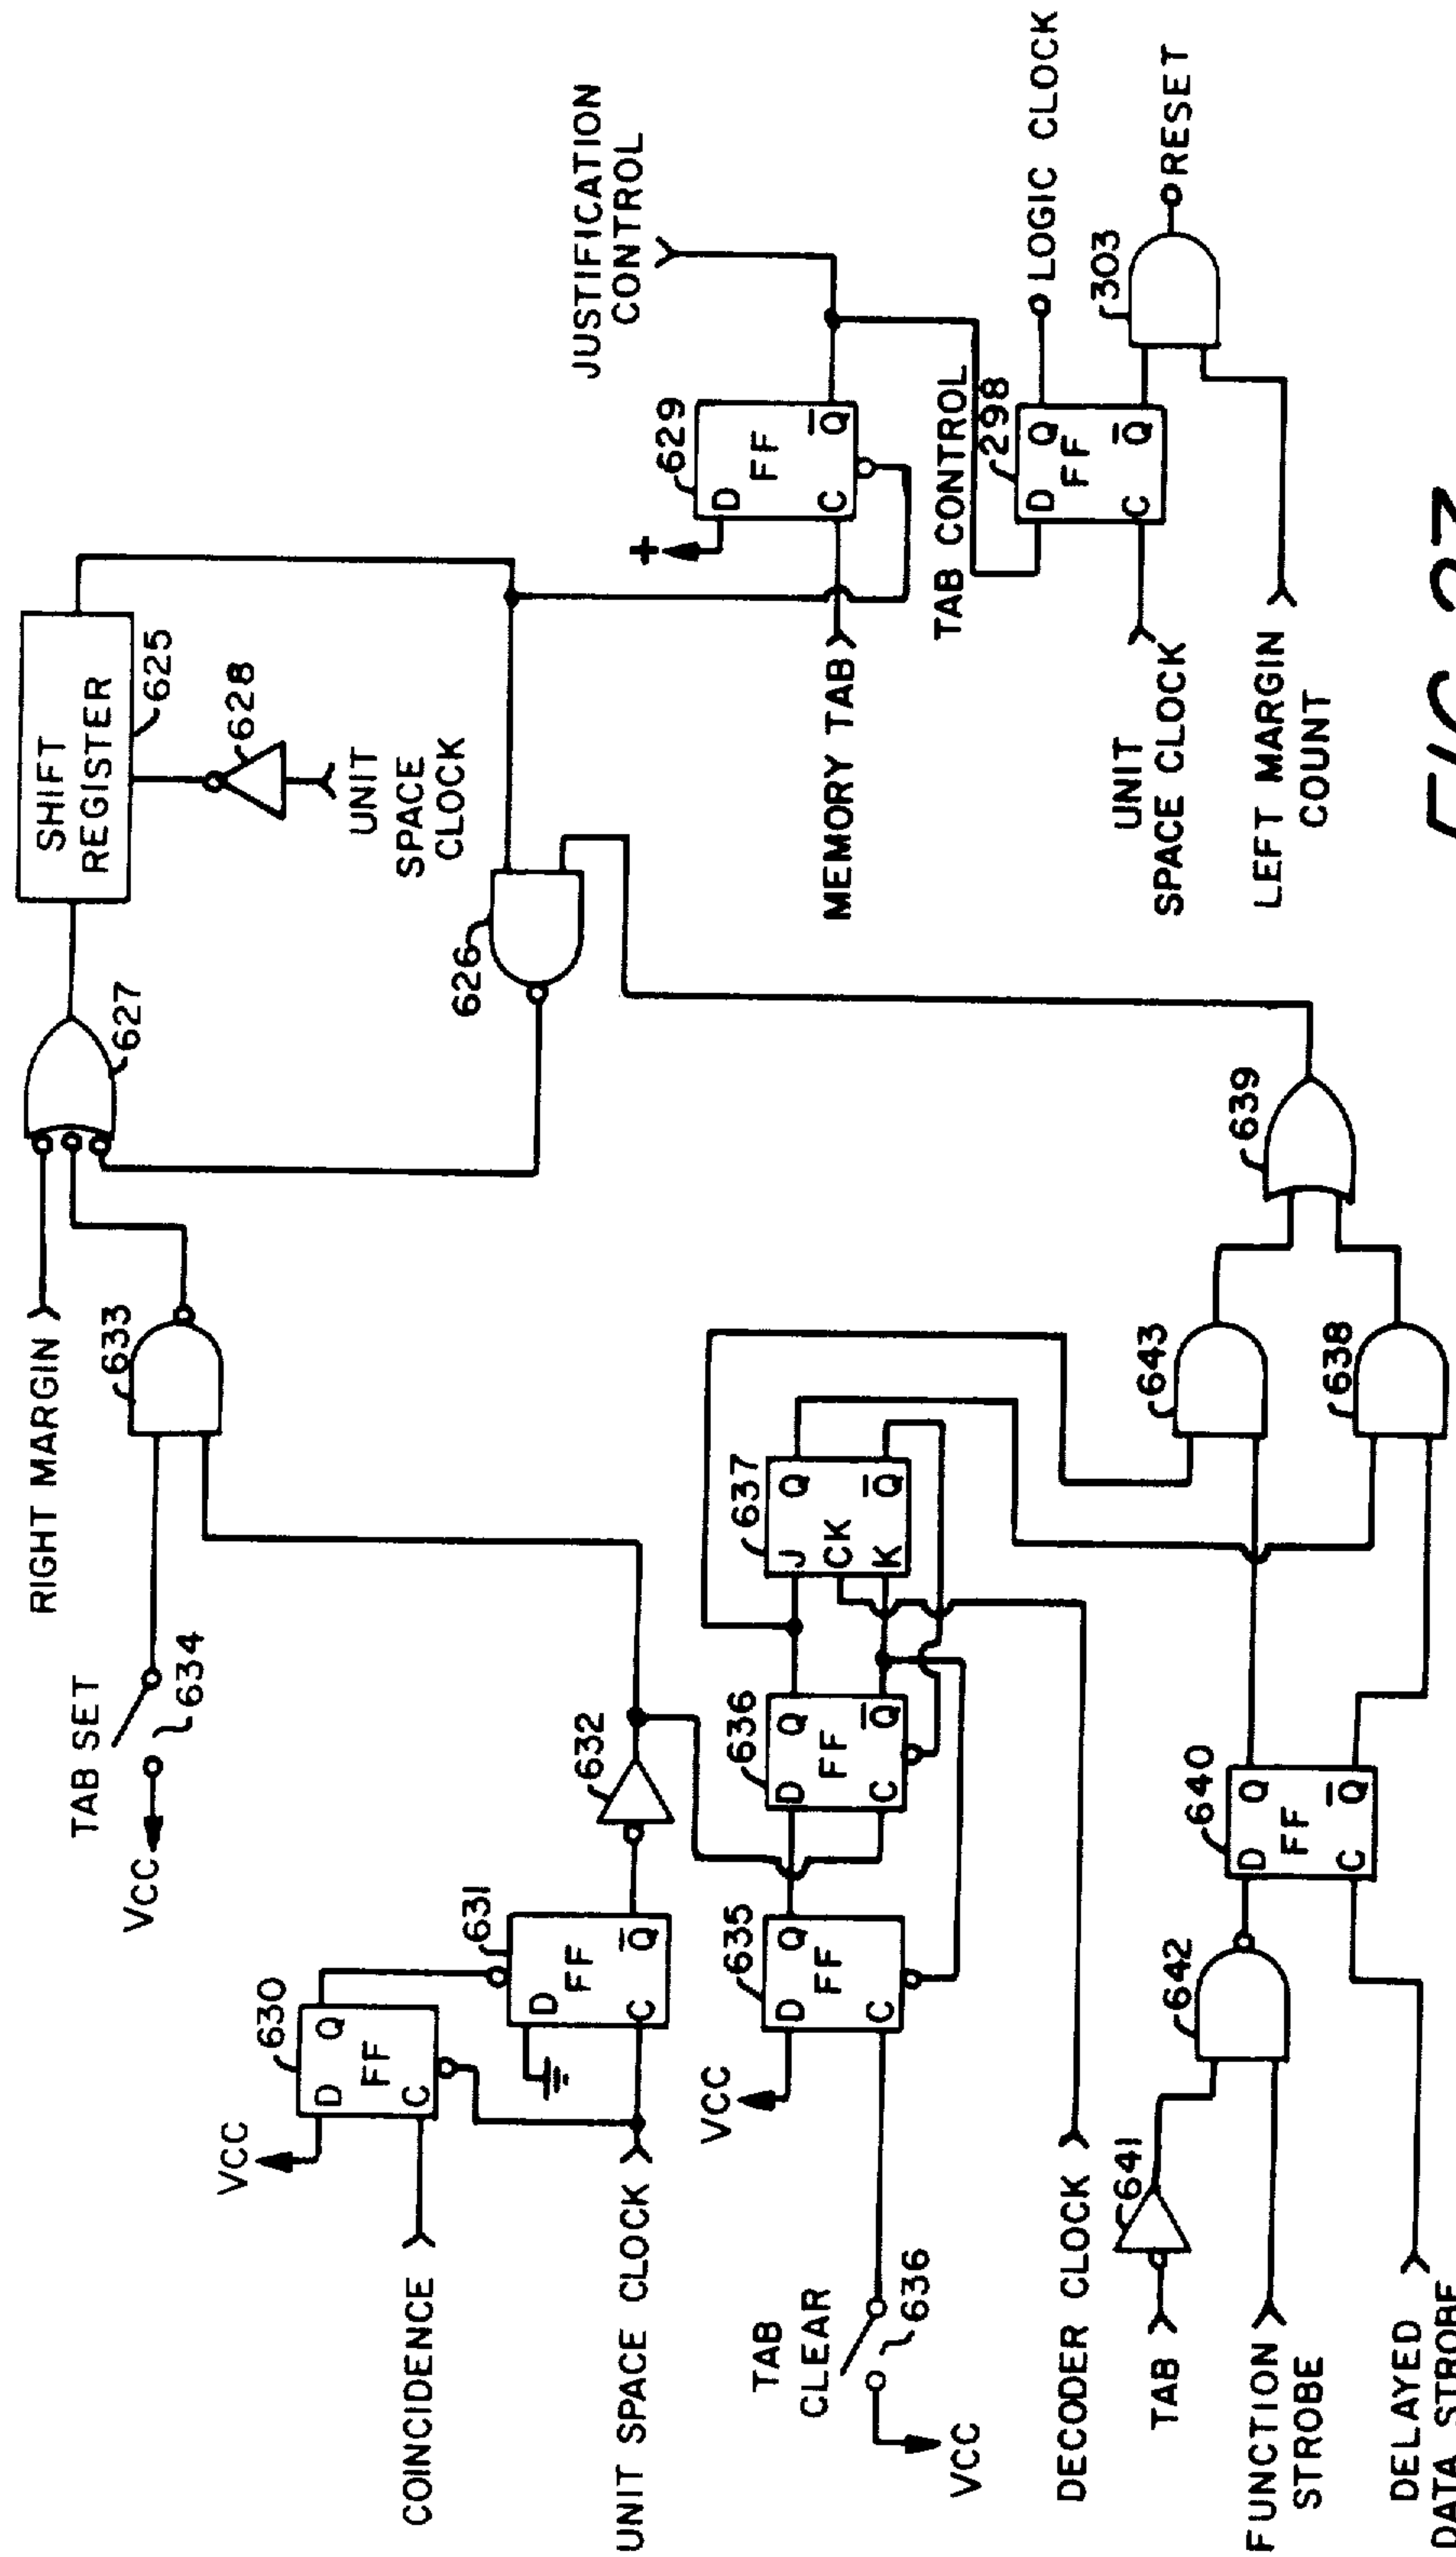 RIGHT MARGIN
TAB SET
VCC
634
633
627
SHIFT
REGISTER
625
628
UNIT
SPACE
CLOCK
626
COINCIDENCE
VCC
630
D
Q
FF
C
631
D
FF
C
Q̅
632
UNIT SPACE CLOCK
TAB
CLEAR
VCC
636
VCC
635
D
Q
FF
C
636
D
Q
FF
C
Q̅
637
J
Q
CK
K
Q̅
DECODER CLOCK
TAB
641
FUNCTION
STROBE
642
640
D
Q
FF
C
Q̅
DELAYED
DATA STROBE
643
638
639
JUSTIFICATION
CONTROL
629
D
FF
C
Q̅
MEMORY TAB
+
TAB CONTROL
298
D
Q
FF
C
Q̅
LOGIC CLOCK
303
RESET
UNIT
SPACE CLOCK
LEFT MARGIN
COUNT